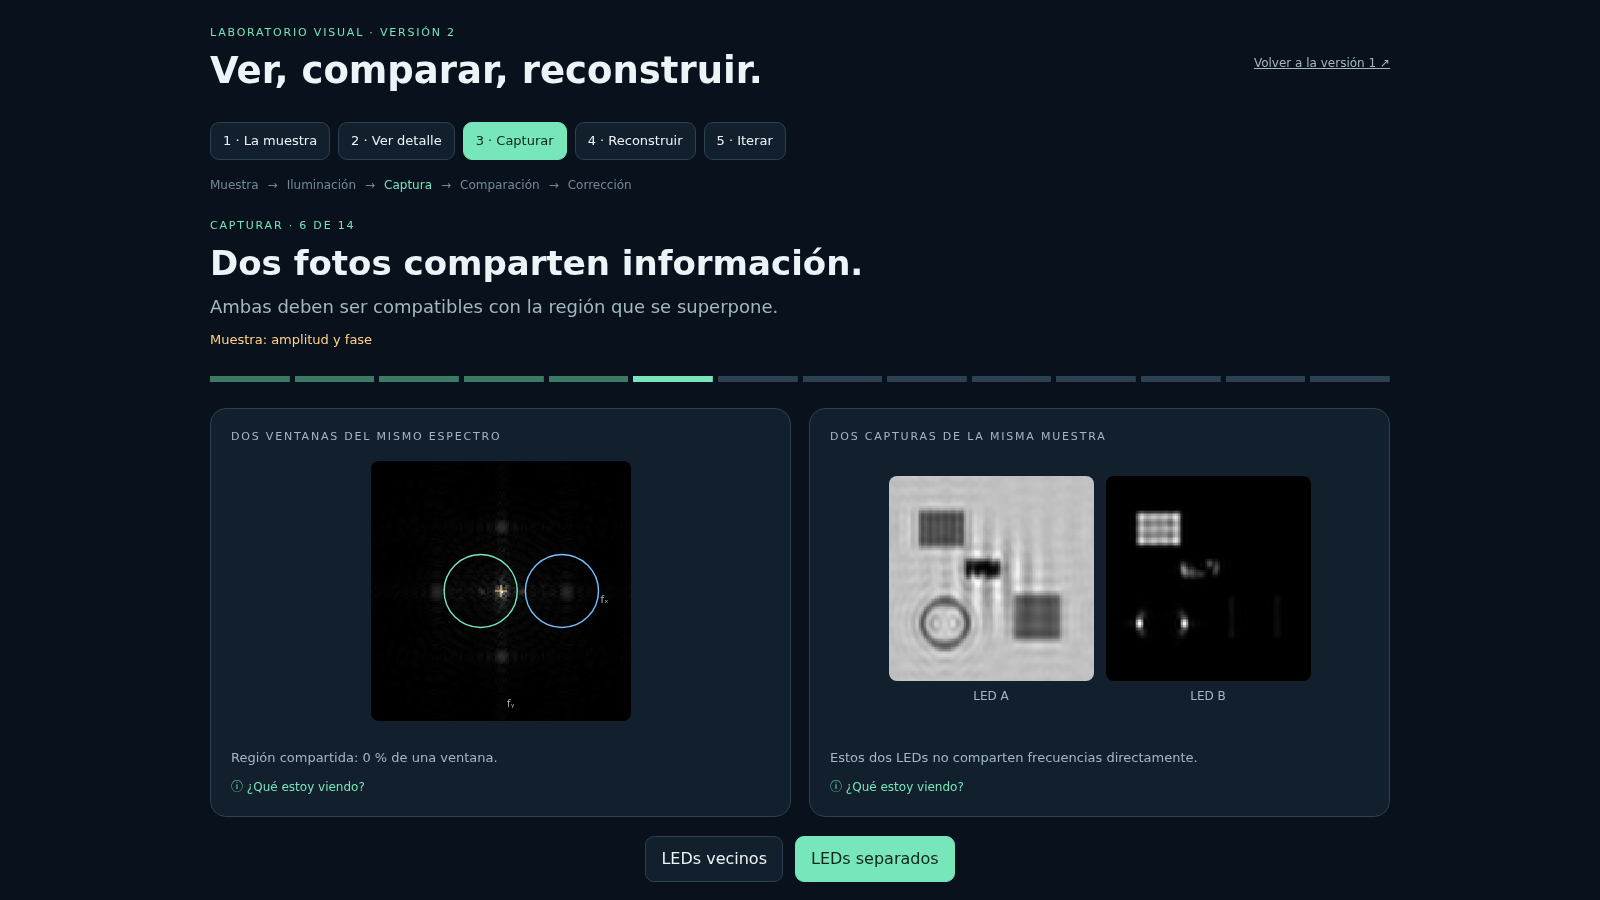 LABORATORIO VISUAL · VERSIÓN 2
Ver, comparar, reconstruir.
Volver a la versión 1 ↗
1 · La muestra
2 · Ver detalle
3 · Capturar
4 · Reconstruir
5 · Iterar
Muestra → Iluminación → Captura → Comparación → Corrección
CAPTURAR · 6 DE 14
Dos fotos comparten información.
Ambas deben ser compatibles con la región que se superpone.
Muestra: amplitud y fase
DOS VENTANAS DEL MISMO ESPECTRO
fₓ
fᵧ
Región compartida: 0 % de una ventana.
ⓘ ¿Qué estoy viendo?
DOS CAPTURAS DE LA MISMA MUESTRA
LED A
LED B
Estos dos LEDs no comparten frecuencias directamente.
ⓘ ¿Qué estoy viendo?
LEDs vecinos
LEDs separados